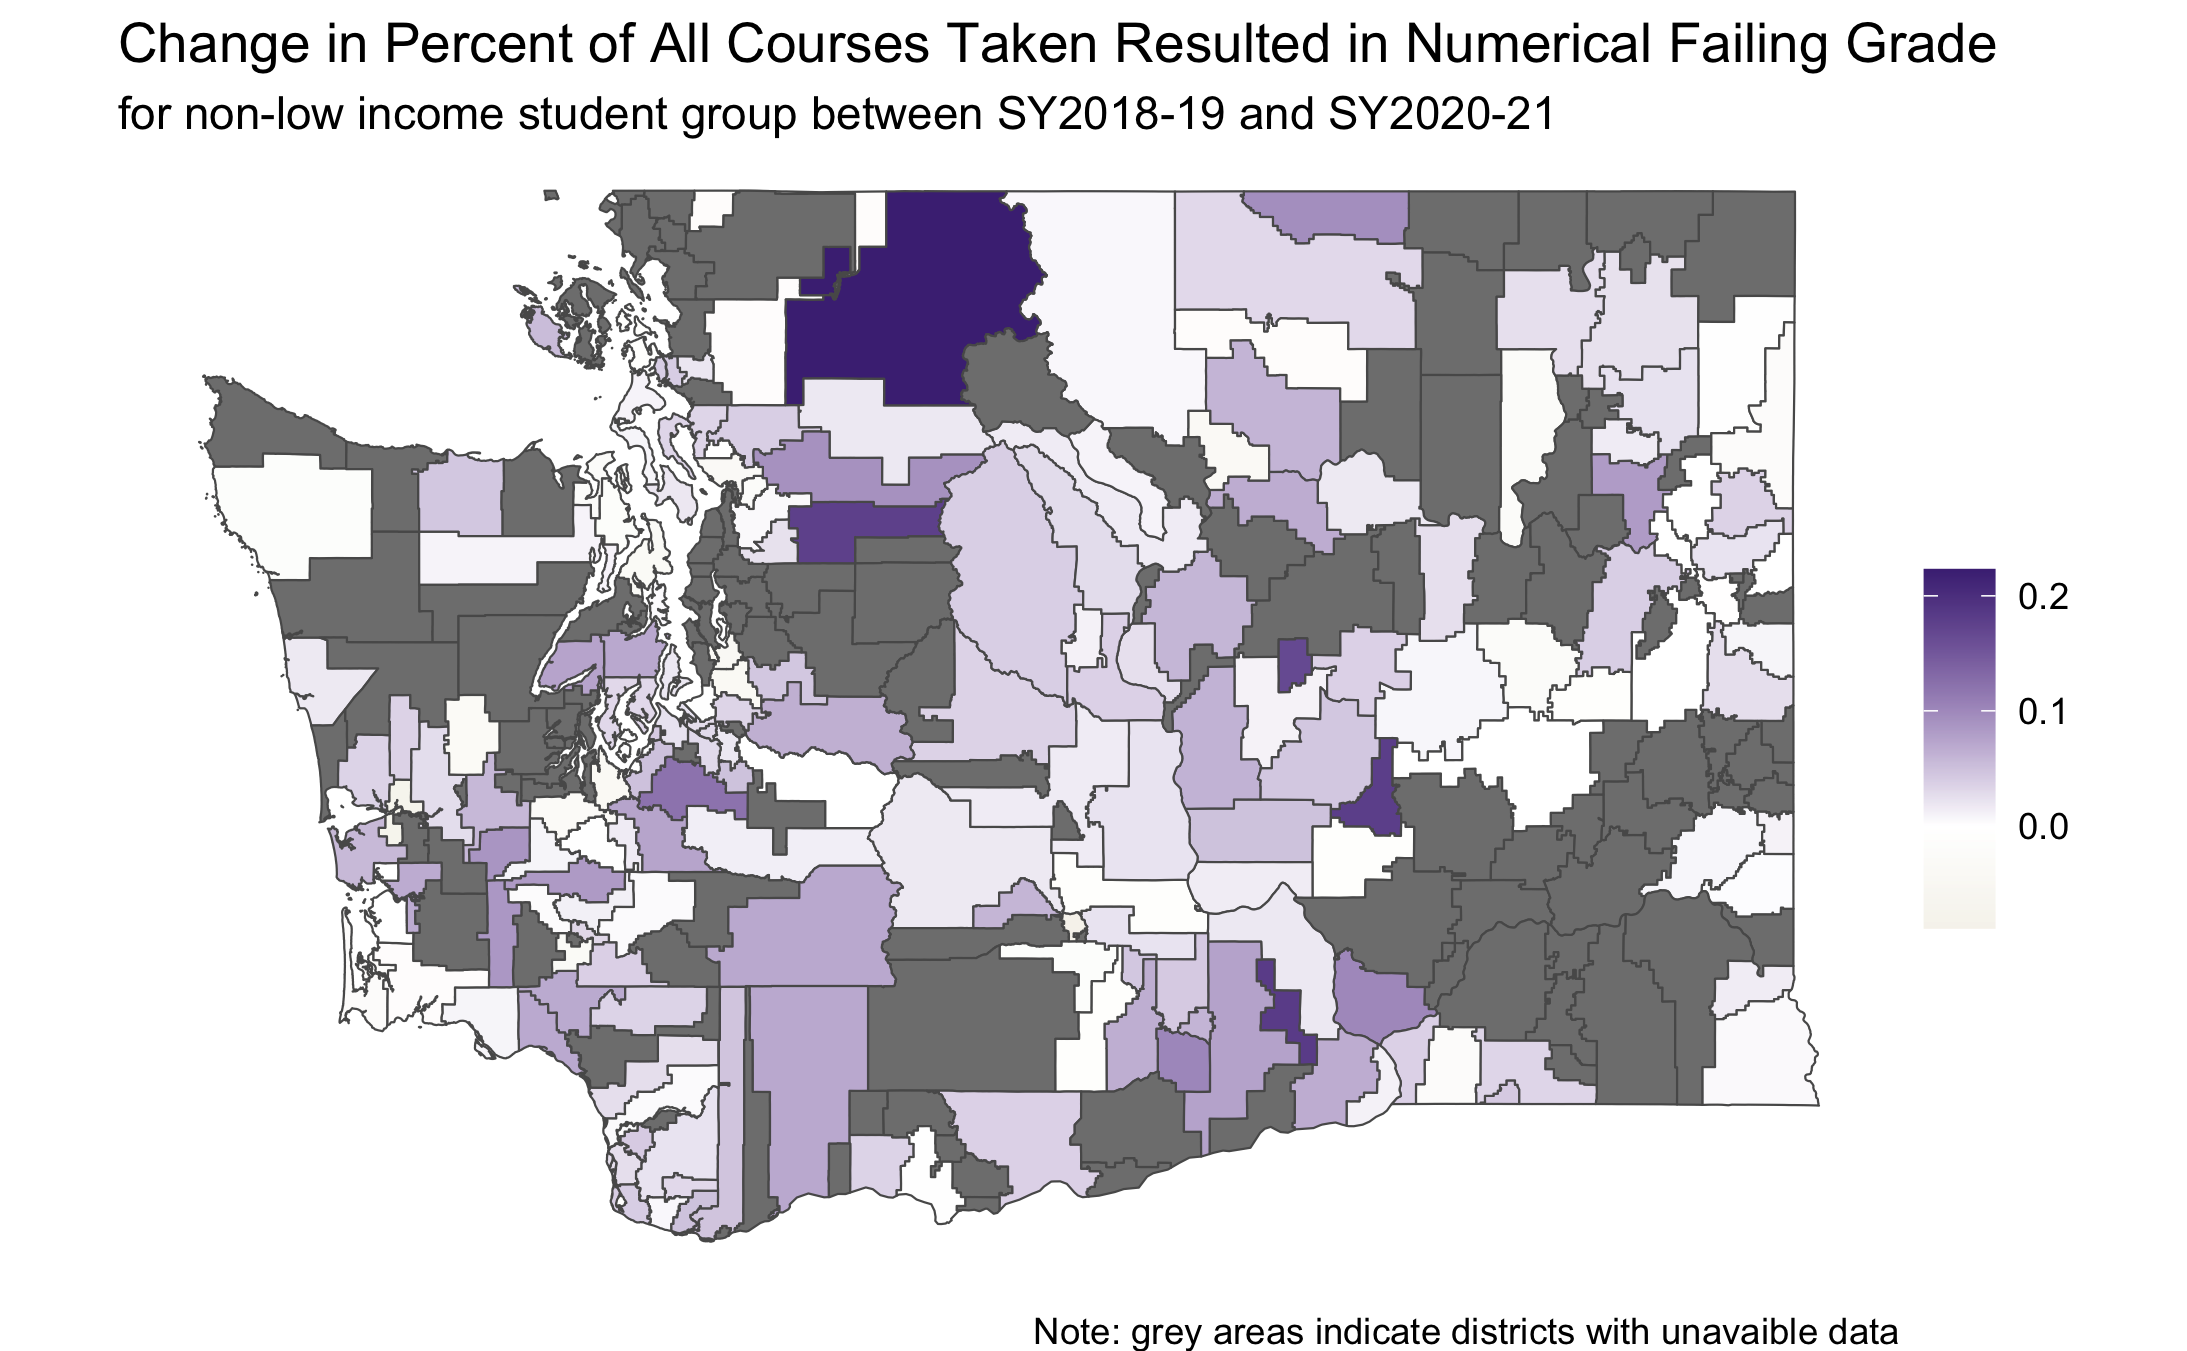 Change in Percent of All Courses Taken Resulted in Numerical Failing Grade
for non-low income student group between SY2018-19 and SY2020-21
0.2
0.1
0.0
Note: grey areas indicate districts with unavaible data